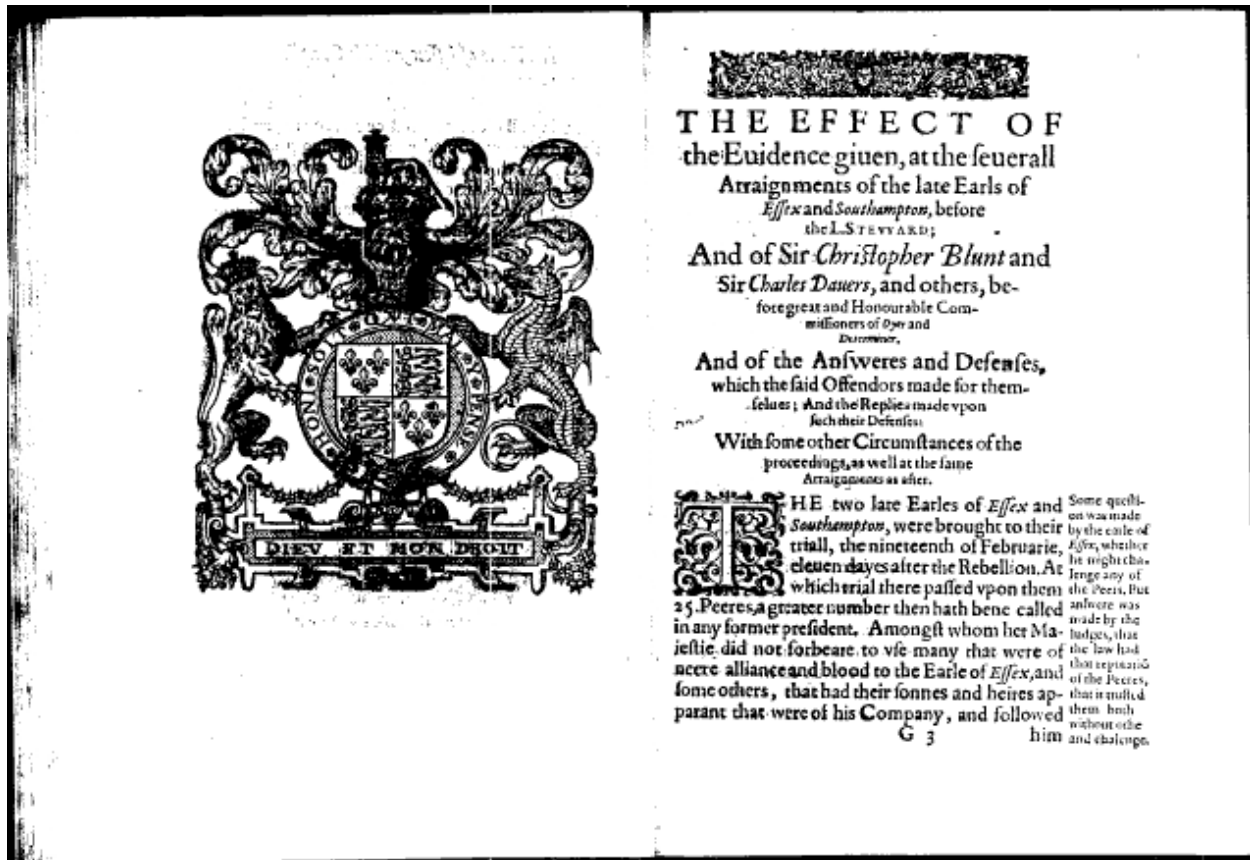 HONI SOYT QVI MAL Y PENSE
DIEV ET MON DROIT
THE EFFECT OF
the Euidence giuen, at the ſeuerall
Arraignments of the late Earls of
Eſſex and Southampton, before
the L. STEVVARD;
And of Sir Chriſtopher Blunt and
Sir Charles Dauers, and others, be-
fore great and Honourable Com-
miſſioners of Oyer and
Determiner,
And of the Anſweres and Defenſes,
which the ſaid Offendors made for them-
ſelues; And the Replies made vpon
ſuch their Defenſes:
With ſome other Circumſtances of the
proceedings, as well at the ſame
Arraignments as after.
THE two late Earles of Eſſex and
Southampton, were brought to their
triall, the nineteenth of Februarie,
eleuen dayes after the Rebellion. At
which trial there paſſed vpon them
25. Peeres, a greater number then hath bene called
in any former preſident. Amongſt whom her Ma-
ieſtie did not forbeare to vſe many that were of
neere alliance and blood to the Earle of Eſſex, and
ſome others, that had their ſonnes and heires ap-
parant that were of his Company, and followed
G 3 him
Some queſti-
on was made
by the earle of
Eſſex, whether
he might cha-
lenge any of
the Peers. But
anſwere was
made by the
Iudges, that
the law had
that reputatiō
of the Peeres,
that it truſted
them both
without othe
and chalenge.